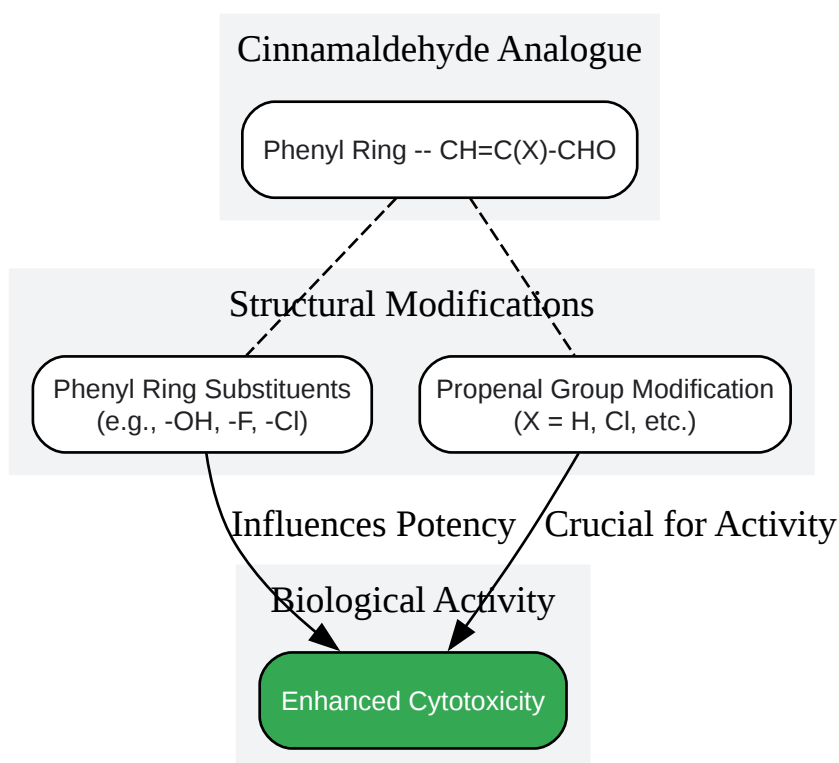 Cinnamaldehyde Analogue
Phenyl Ring -- CH=C(X)-CHO
Structural Modifications
Phenyl Ring Substituents
(e.g., -OH, -F, -Cl)
Propenal Group Modification
(X = H, Cl, etc.)
Influences Potency
Crucial for Activity
Biological Activity
Enhanced Cytotoxicity